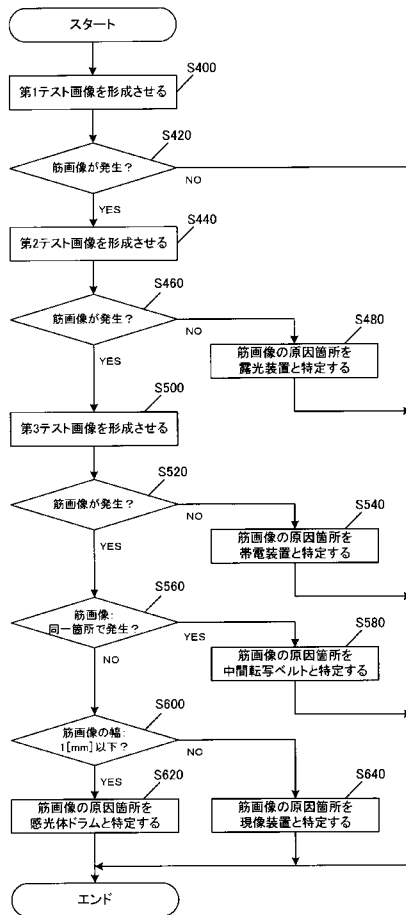 スタート
S400
第1テスト画像を形成させる
S420
筋画像が発生?
NO
YES
S440
第2テスト画像を形成させる
S460
筋画像が発生?
NO
YES
S480
筋画像の原因箇所を
露光装置と特定する
S500
第3テスト画像を形成させる
S520
筋画像が発生?
NO
YES
S540
筋画像の原因箇所を
帯電装置と特定する
S560
筋画像:
同一箇所で発生?
YES
NO
S580
筋画像の原因箇所を
中間転写ベルトと特定する
S600
筋画像の幅:
1[mm]以下?
NO
YES
S620
筋画像の原因箇所を
感光体ドラムと特定する
S640
筋画像の原因箇所を
現像装置と特定する
エンド